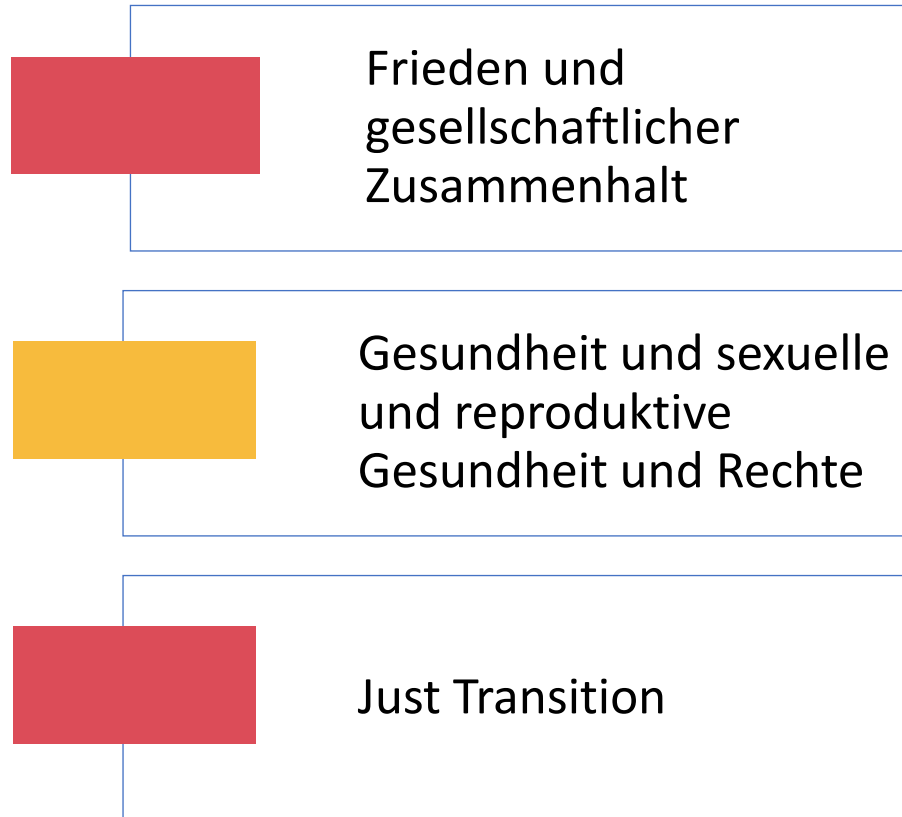 Frieden und
gesellschaftlicher
Zusammenhalt
Gesundheit und sexuelle
und reproduktive
Gesundheit und Rechte
Just Transition